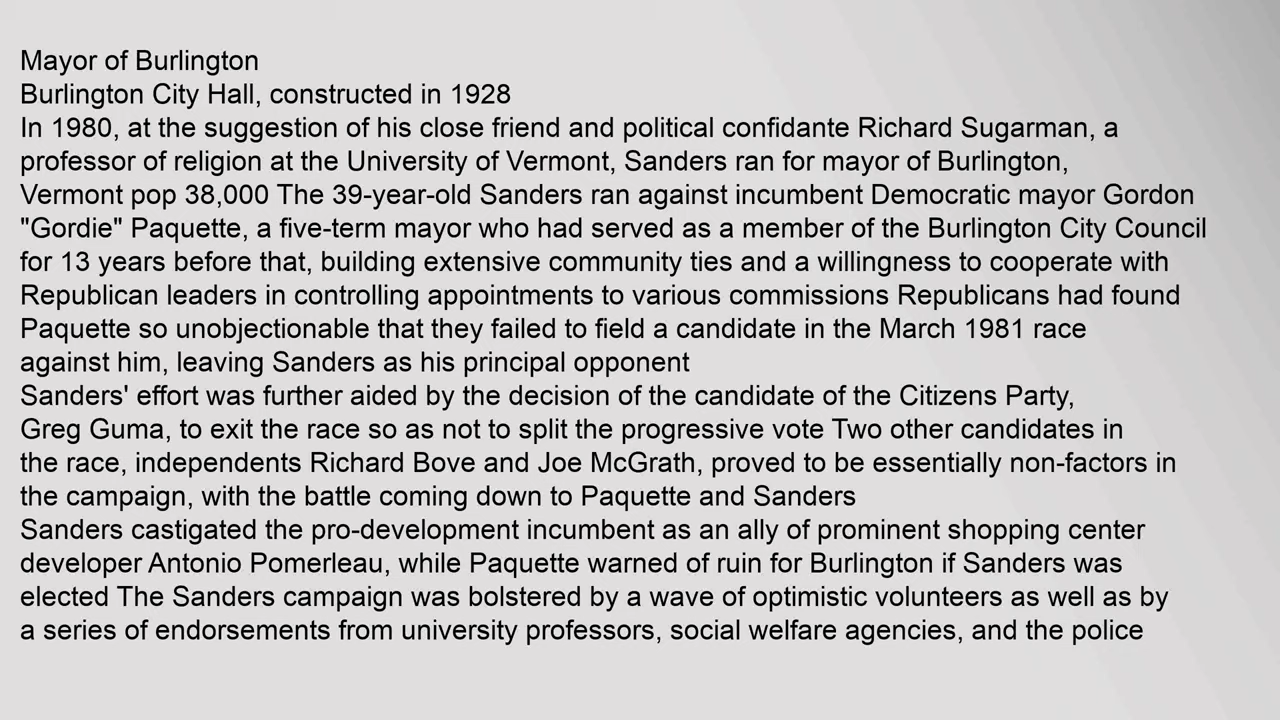 Mayor of Burlington
Burlington City Hall, constructed in 1928
In 1980, at the suggestion of his close friend and political confidante Richard Sugarman, a
professor of religion at the University of Vermont, Sanders ran for mayor of Burlington,
Vermont pop 38,000 The 39-year-old Sanders ran against incumbent Democratic mayor Gordon
"Gordie" Paquette, a five-term mayor who had served as a member of the Burlington City Council
for 13 years before that, building extensive community ties and a willingness to cooperate with
Republican leaders in controlling appointments to various commissions Republicans had found
Paquette so unobjectionable that they failed to field a candidate in the March 1981 race
against him, leaving Sanders as his principal opponent
Sanders' effort was further aided by the decision of the candidate of the Citizens Party,
Greg Guma, to exit the race so as not to split the progressive vote Two other candidates in
the race, independents Richard Bove and Joe McGrath, proved to be essentially non-factors in
the campaign, with the battle coming down to Paquette and Sanders
Sanders castigated the pro-development incumbent as an ally of prominent shopping center
developer Antonio Pomerleau, while Paquette warned of ruin for Burlington if Sanders was
elected The Sanders campaign was bolstered by a wave of optimistic volunteers as well as by
a series of endorsements from university professors, social welfare agencies, and the police